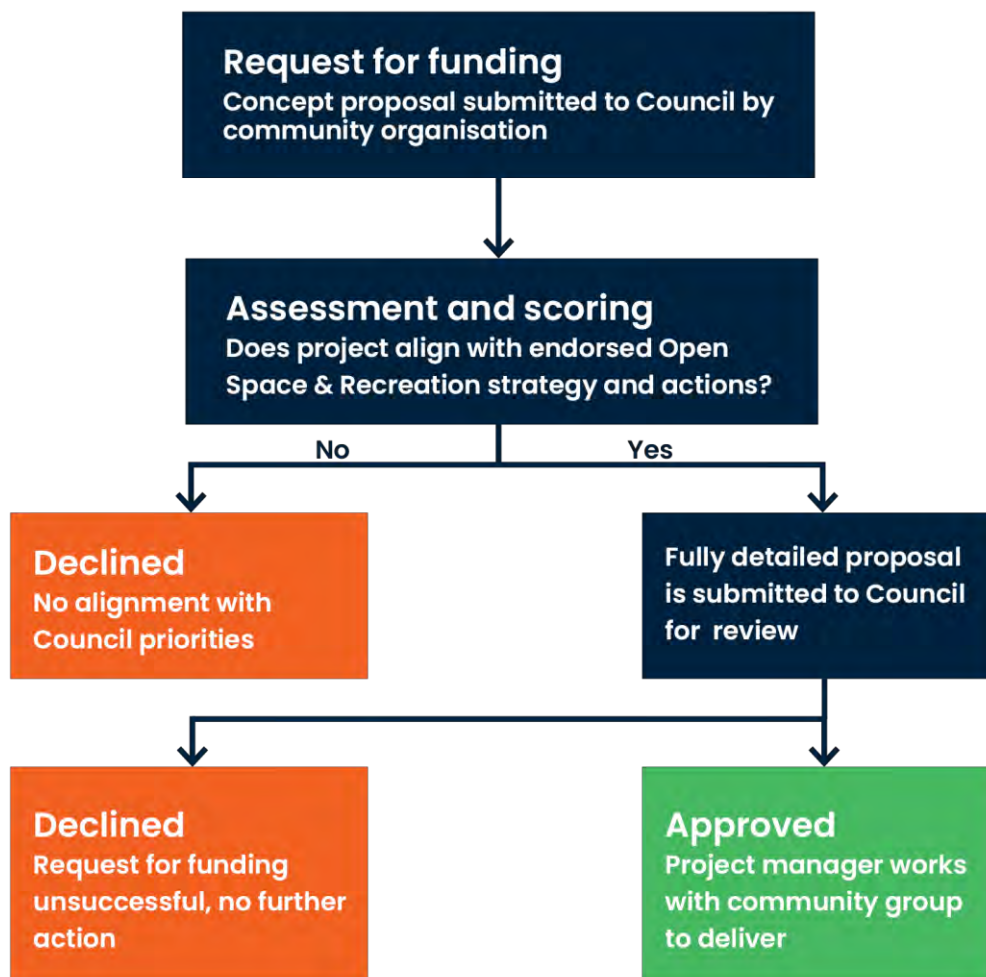 Request for funding
Concept proposal submitted to Council by
community organisation
Assessment and scoring
Does project align with endorsed Open
Space & Recreation strategy and actions?
No
Yes
Declined
No alignment with
Council priorities
Fully detailed proposal
is submitted to Council
for review
Declined
Request for funding
unsuccessful, no further
action
Approved
Project manager works
with community group
to deliver